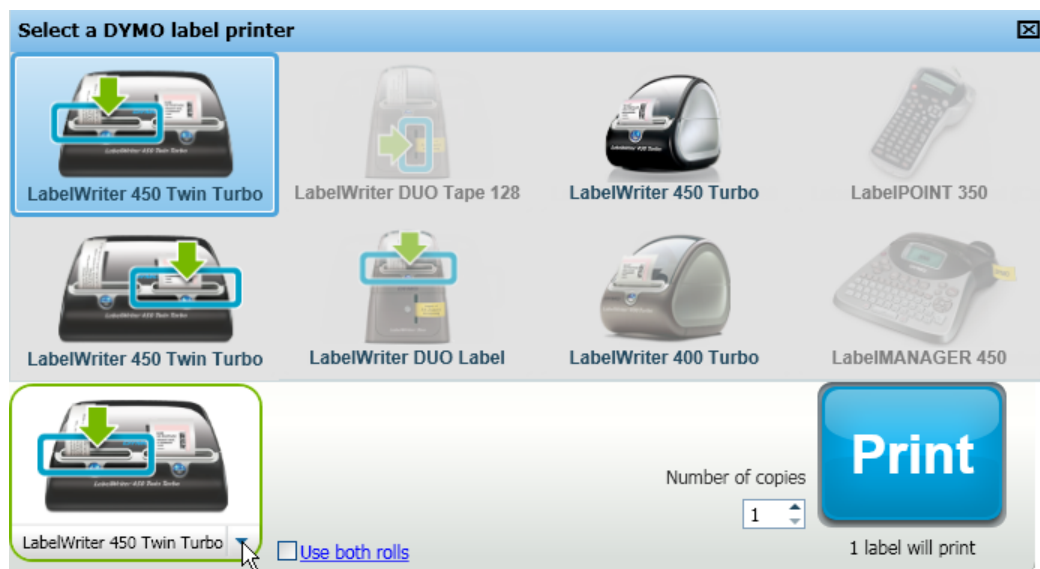 Select a DYMO label printer
LabelWriter 450 Twin Turbo
LabelWriter DUO Tape 128
LabelWriter 450 Turbo
LabelPOINT 350
LabelWriter 450 Twin Turbo
LabelWriter DUO Label
LabelWriter 400 Turbo
LabelMANAGER 450
LabelWriter 450 Twin Turbo
Use both rolls
Number of copies
1
Print
1 label will print